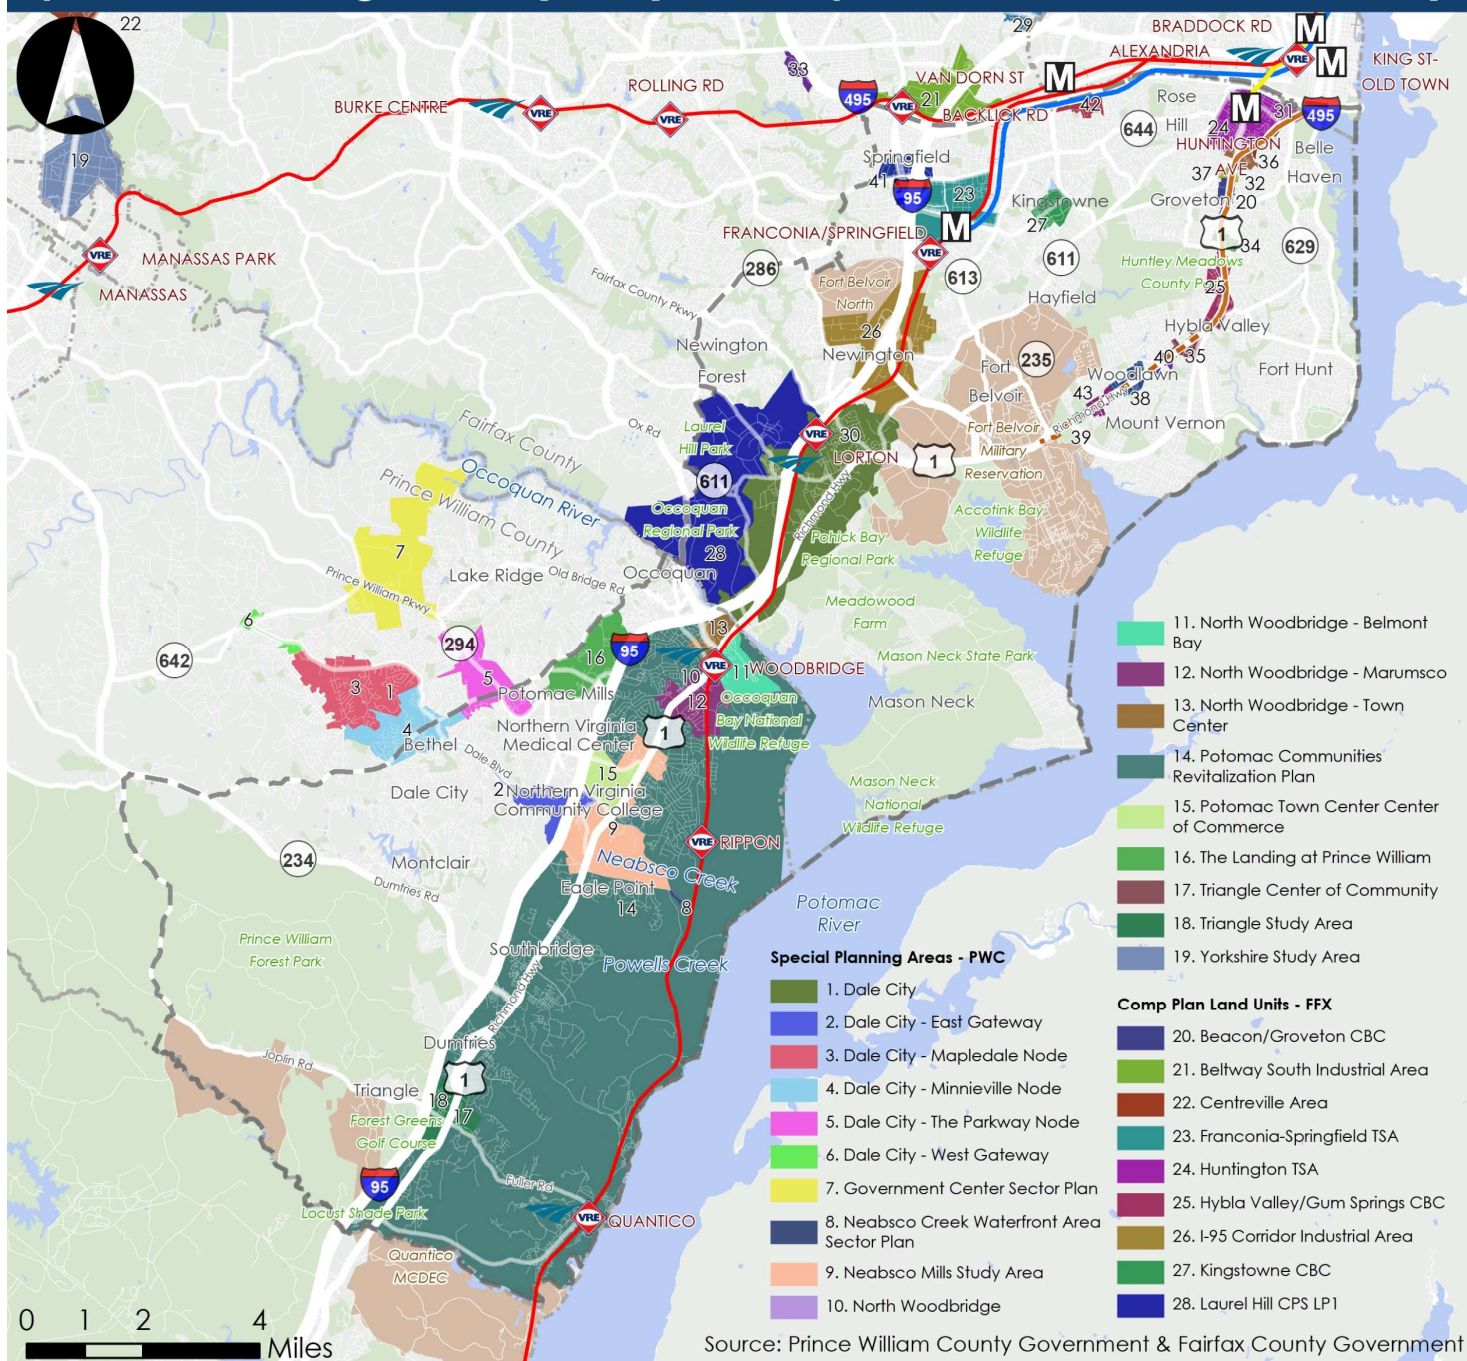 22
29
BRADDOCK RD
M
ALEXANDRIA
M
M
KING ST-
OLD TOWN
33
ROLLING RD
VAN DORN ST
BURKE CENTRE
VRE
VRE
495
VRE
21
BACKLICK RD
42
VRE
M
Rose
Hill
24
31
495
644
HUNTINGTON
AVE
Belle
Haven
19
Springfield
41
95
23
Kingstowne
27
M
37
36
32
Groveton
20
1
34
629
FRANCONIA/SPRINGFIELD
VRE
613
611
286
VRE
MANASSAS PARK
MANASSAS
Huntley Meadows
County P
25
Fairfax County Pkwy
Fort Belvoir
North
26
Hayfield
Hybla Valley
Newington
Newington
Forest
Fort
Belvoir
235
40
35
Woodlawn
Fort Hunt
43
38
Richmond Hwy
Mount Vernon
39
Fairfax County
Ox Rd
Laurel
Hill Park
VRE
30
LORTON
Fort Belvoir
Military
Reservation
1
611
Occoquan River
Prince William County
Occoquan
Regional Park
28
Richmond Hwy
Pohick Bay
Regional Park
Accotink Bay
Wildlife
Refuge
7
Lake Ridge
Old Bridge Rd
Occoquan
Prince William Pkwy
Meadowood
Farm
6
294
642
13
16
95
Mason Neck State Park
VRE
WOODBRIDGE
3
1
5
Potomac Mills
10
11
12
Occoquan
Bay National
Wildlife Refuge
Mason Neck
4
Bethel
Northern Virginia
Medical Center
1
Dale Blvd
15
Dale City
2
Northern Virginia
Community College
9
Mason Neck
National
Wildlife Refuge
VRE
RIPPON
234
Montclair
Dumfries Rd
Neabsco Creek
Eagle Point
14
8
Potomac
River
Prince William
Forest Park
Southbridge
Powells Creek
Richmond Hwy
Dumfries
Joplin Rd
Triangle
1
18
17
Forest Greens
Golf Course
95
Fuller Rd
Locust Shade Park
VRE
QUANTICO
Quantico
MCDEC
Special Planning Areas - PWC
1. Dale City
2. Dale City - East Gateway
3. Dale City - Mapledale Node
4. Dale City - Minnieville Node
5. Dale City - The Parkway Node
6. Dale City - West Gateway
7. Government Center Sector Plan
8. Neabsco Creek Waterfront Area
Sector Plan
9. Neabsco Mills Study Area
10. North Woodbridge
11. North Woodbridge - Belmont
Bay
12. North Woodbridge - Marumsco
13. North Woodbridge - Town
Center
14. Potomac Communities
Revitalization Plan
15. Potomac Town Center Center
of Commerce
16. The Landing at Prince William
17. Triangle Center of Community
18. Triangle Study Area
19. Yorkshire Study Area
Comp Plan Land Units - FFX
20. Beacon/Groveton CBC
21. Beltway South Industrial Area
22. Centreville Area
23. Franconia-Springfield TSA
24. Huntington TSA
25. Hybla Valley/Gum Springs CBC
26. I-95 Corridor Industrial Area
27. Kingstowne CBC
28. Laurel Hill CPS LP1
0 1 2 4
Miles
Source: Prince William County Government & Fairfax County Government